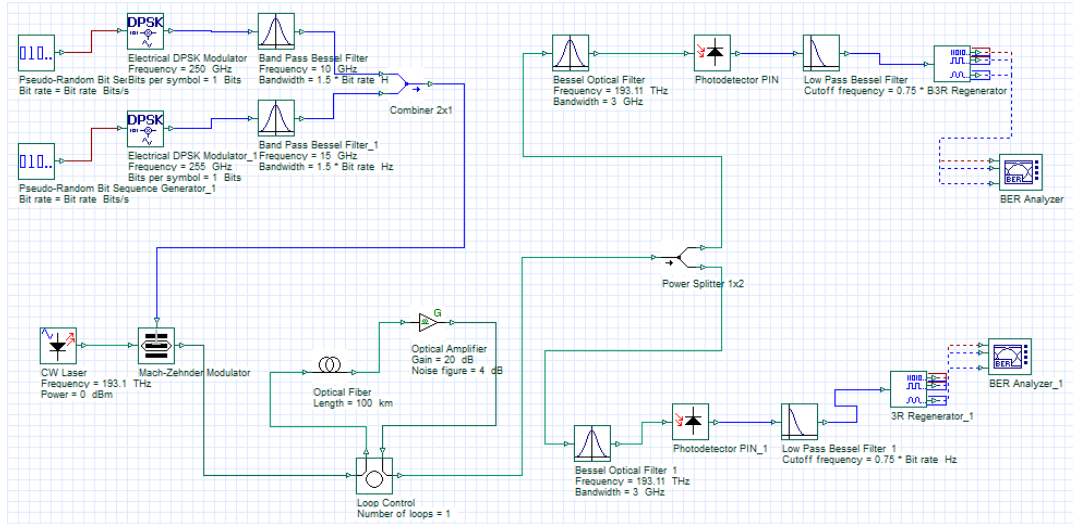 DPSK
010..
Electrical DPSK Modulator
Frequency = 250 GHz
Bits per symbol = 1 Bits
Pseudo-Random Bit Se
Bit rate = Bit rate Bits/s
Band Pass Bessel Filter
Frequency = 10 GHz
Bandwidth = 1.5 * Bit rate H
Combiner 2x1
DPSK
010..
Electrical DPSK Modulator_1
Frequency = 255 GHz
Bits per symbol = 1 Bits
Pseudo-Random Bit Sequence Generator_1
Bit rate = Bit rate Bits/s
Band Pass Bessel Filter_1
Frequency = 15 GHz
Bandwidth = 1.5 * Bit rate Hz
Bessel Optical Filter
Frequency = 193.11 THz
Bandwidth = 3 GHz
Photodetector PIN
Low Pass Bessel Filter
Cutoff frequency = 0.75 * B
3R Regenerator
BER
BER Analyzer
Power Splitter 1x2
CW Laser
Frequency = 193.1 THz
Power = 0 dBm
Mach-Zehnder Modulator
G
Optical Amplifier
Gain = 20 dB
Noise figure = 4 dB
Optical Fiber
Length = 100 km
Loop Control
Number of loops = 1
Bessel Optical Filter_1
Frequency = 193.11 THz
Bandwidth = 3 GHz
Photodetector PIN_1
Low Pass Bessel Filter_1
Cutoff frequency = 0.75 * Bit rate Hz
3R Regenerator_1
BER
BER Analyzer_1